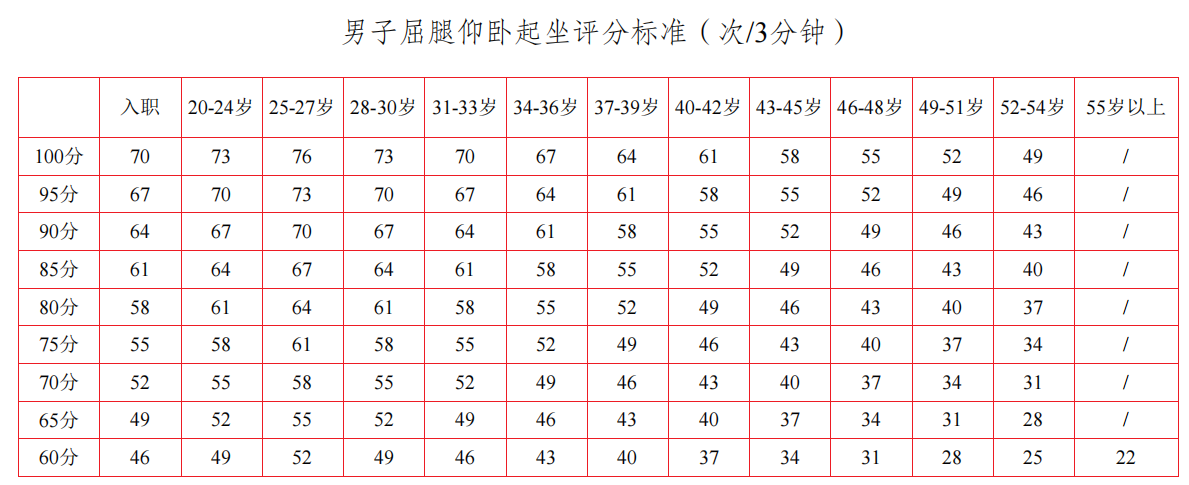 男子屈腿仰卧起坐评分标准（次/3分钟）
入职 20-24岁 25-27岁 28-30岁 31-33岁 34-36岁 37-39岁 40-42岁 43-45岁 46-48岁 49-51岁 52-54岁 55岁以上
100分 70 73 76 73 70 67 64 61 58 55 52 49 /
95分 67 70 73 70 67 64 61 58 55 52 49 46 /
90分 64 67 70 67 64 61 58 55 52 49 46 43 /
85分 61 64 67 64 61 58 55 52 49 46 43 40 /
80分 58 61 64 61 58 55 52 49 46 43 40 37 /
75分 55 58 61 58 55 52 49 46 43 40 37 34 /
70分 52 55 58 55 52 49 46 43 40 37 34 31 /
65分 49 52 55 52 49 46 43 40 37 34 31 28 /
60分 46 49 52 49 46 43 40 37 34 31 28 25 22